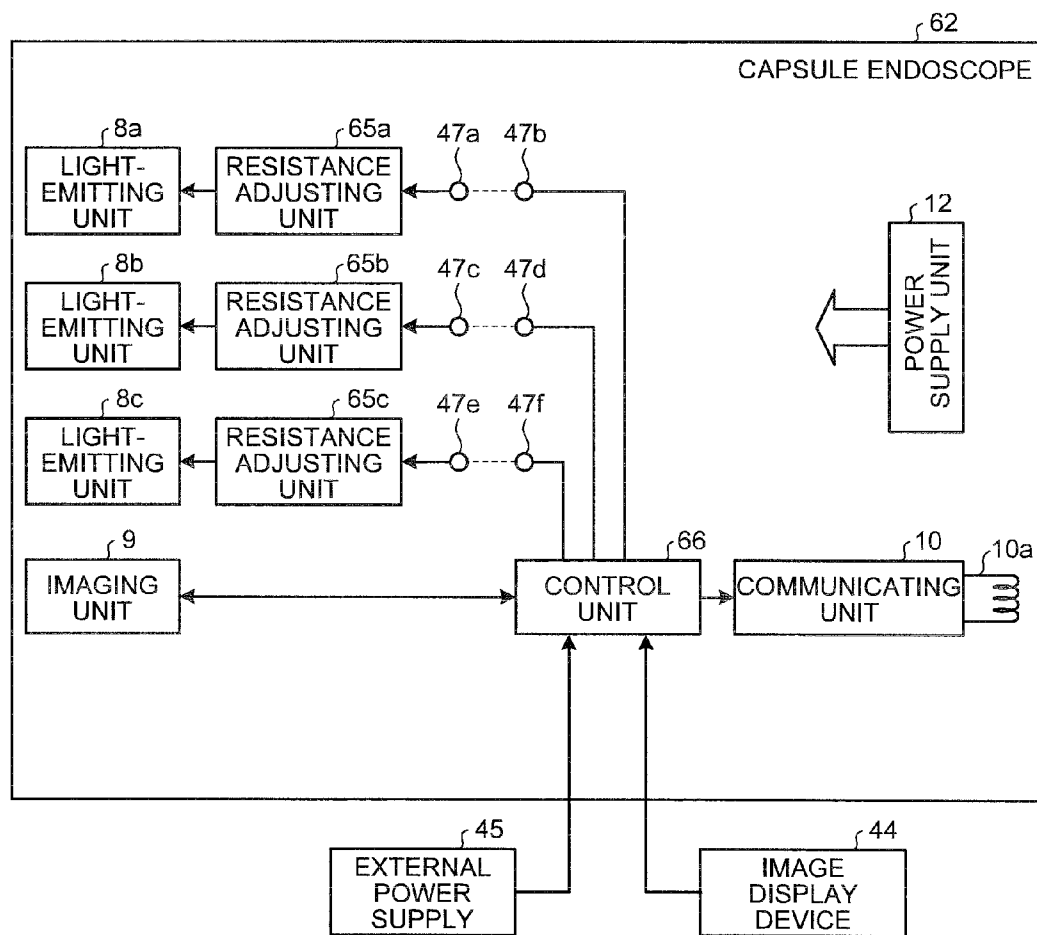 62
CAPSULE ENDOSCOPE
8a
LIGHT-
EMITTING
UNIT
65a
RESISTANCE
ADJUSTING
UNIT
47a
47b
12
POWER
SUPPLY UNIT
8b
LIGHT-
EMITTING
UNIT
65b
RESISTANCE
ADJUSTING
UNIT
47c
47d
8c
LIGHT-
EMITTING
UNIT
65c
RESISTANCE
ADJUSTING
UNIT
47e
47f
9
IMAGING
UNIT
66
CONTROL
UNIT
10
COMMUNICATING
UNIT
10a
45
EXTERNAL
POWER
SUPPLY
44
IMAGE
DISPLAY
DEVICE